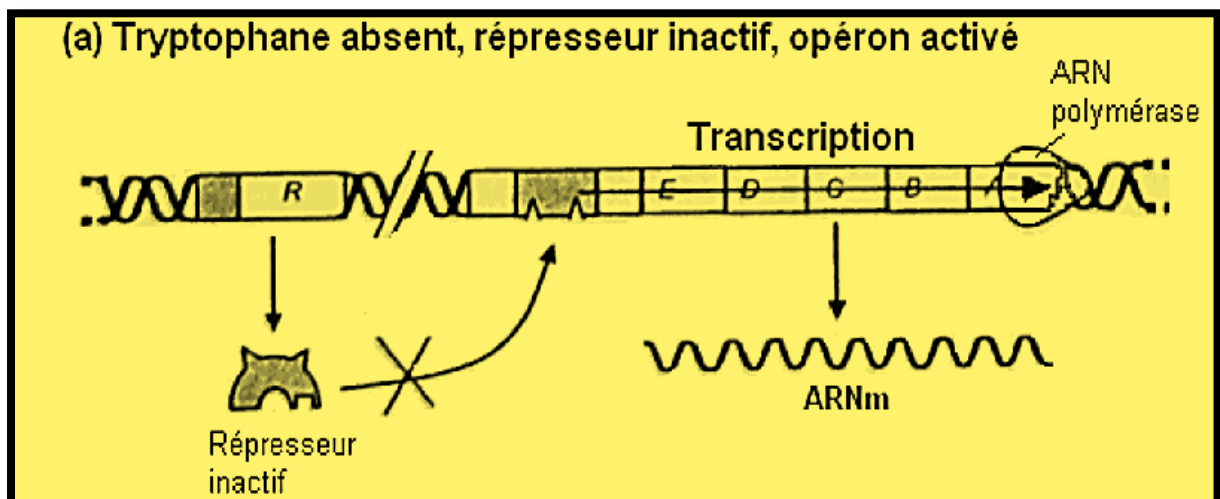 (a) Tryptophane absent, répresseur inactif, opéron activé
ARN
polymérase
Transcription
R
E D C B A
ARNm
Répresseur
inactif